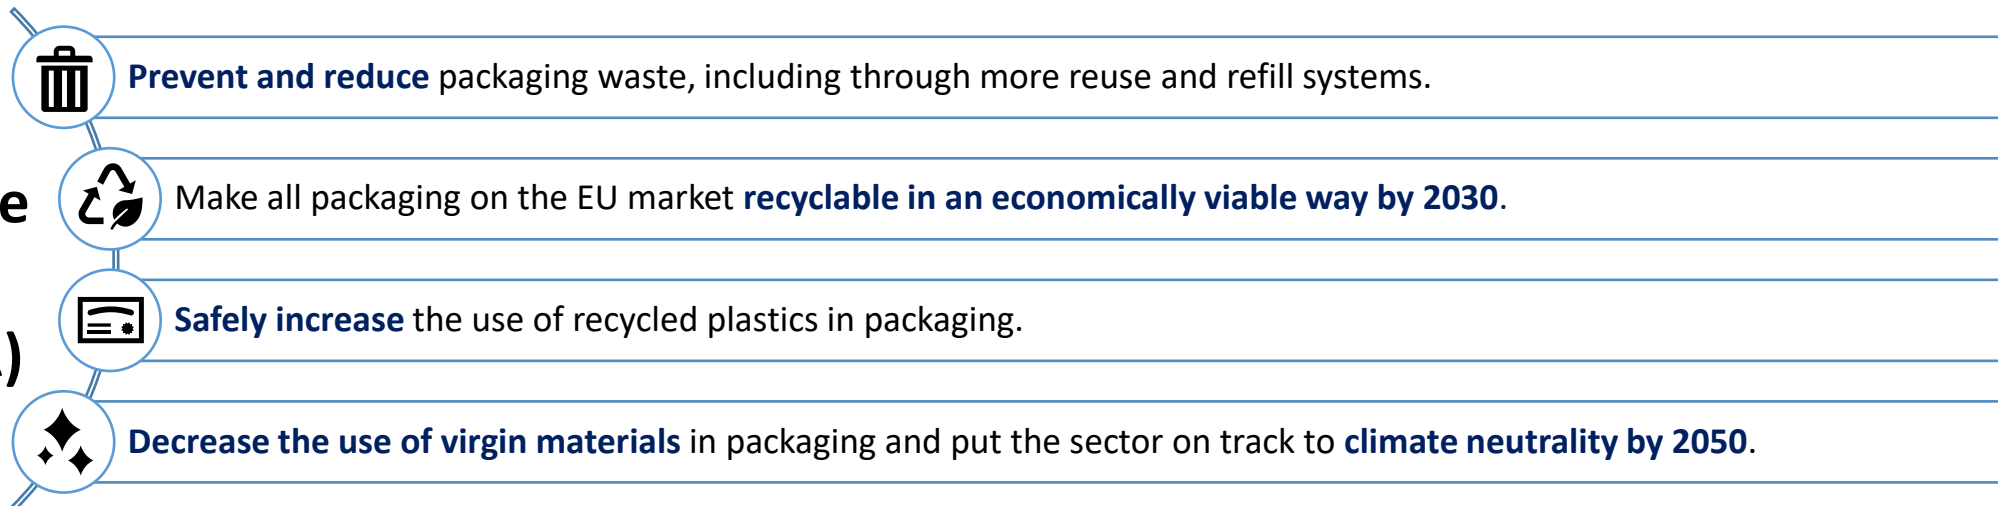 Prevent and reduce packaging waste, including through more reuse and refill systems.
e
Make all packaging on the EU market recyclable in an economically viable way by 2030.
Safely increase the use of recycled plastics in packaging.
)
Decrease the use of virgin materials in packaging and put the sector on track to climate neutrality by 2050.